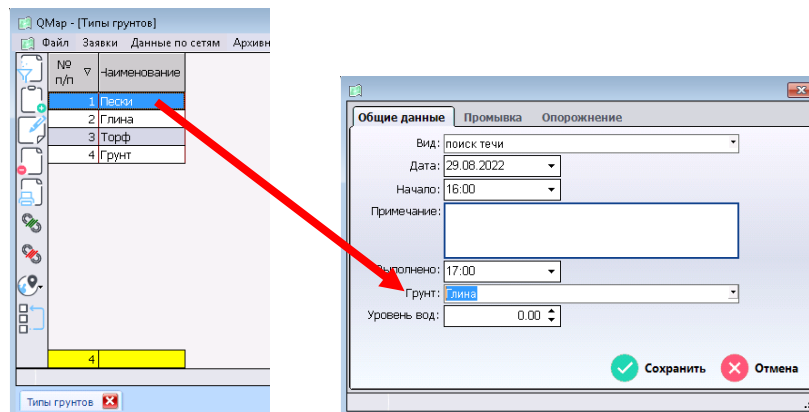 QMap - [Типы грунтов]
Файл Заявки Данные по сетям Архивн
№ п/п Наименование
1 Пески
2 Глина
3 Торф
4 Грунт
4
Типы грунтов
Общие данные Промывка Опорожнение
Вид: поиск течи
Дата: 29.08.2022
Начало: 16:00
Примечание:
Выполнено: 17:00
Грунт: Глина
Уровень вод: 0.00
Сохранить Отмена